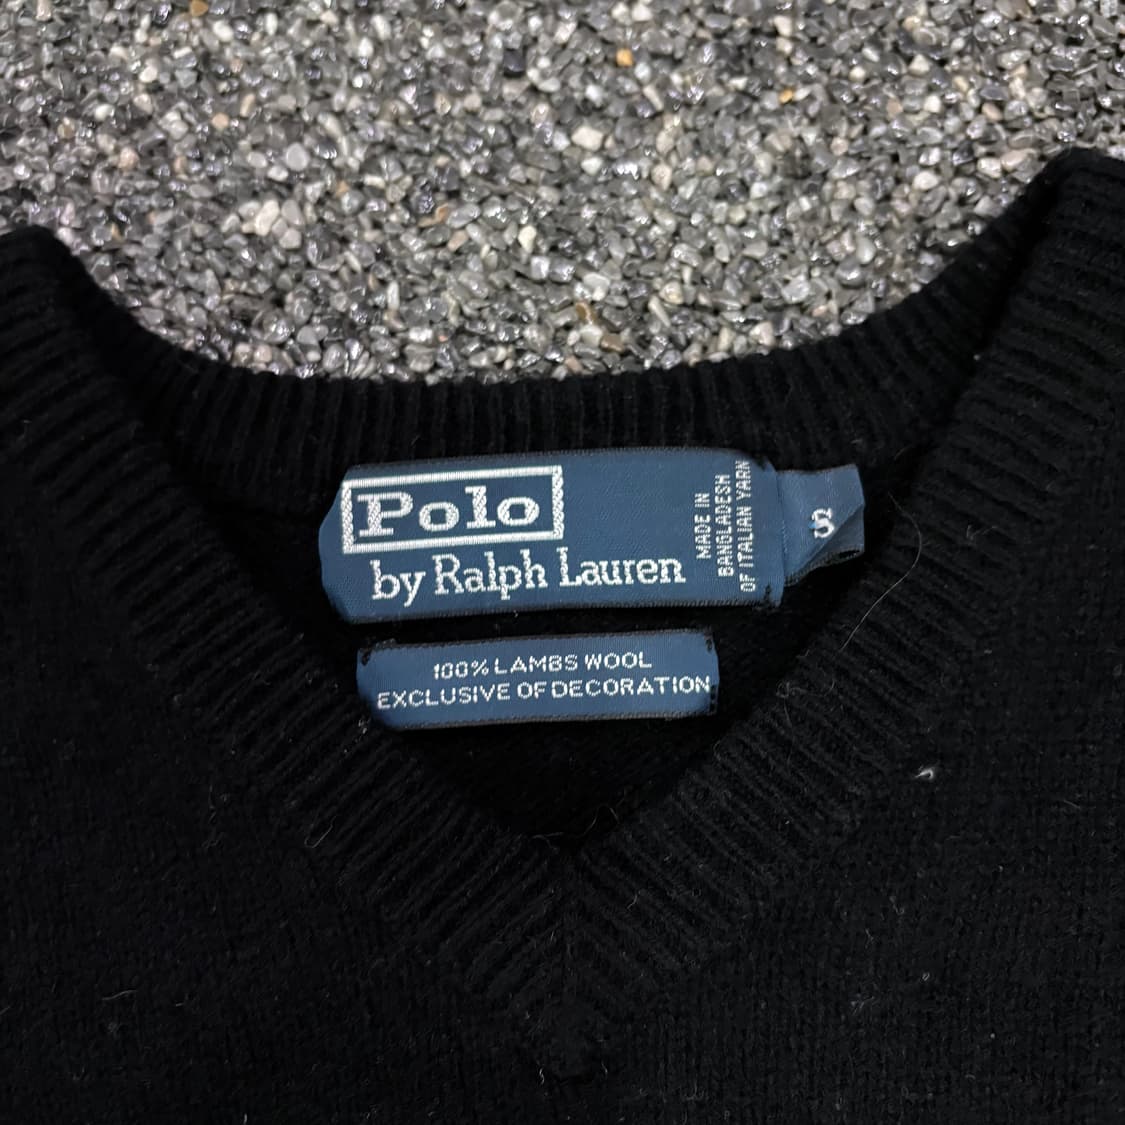 Polo
by Ralph Lauren
MADE IN
BANGLADESH
OF ITALIAN YARN
S
100% LAMBS WOOL
EXCLUSIVE OF DECORATION